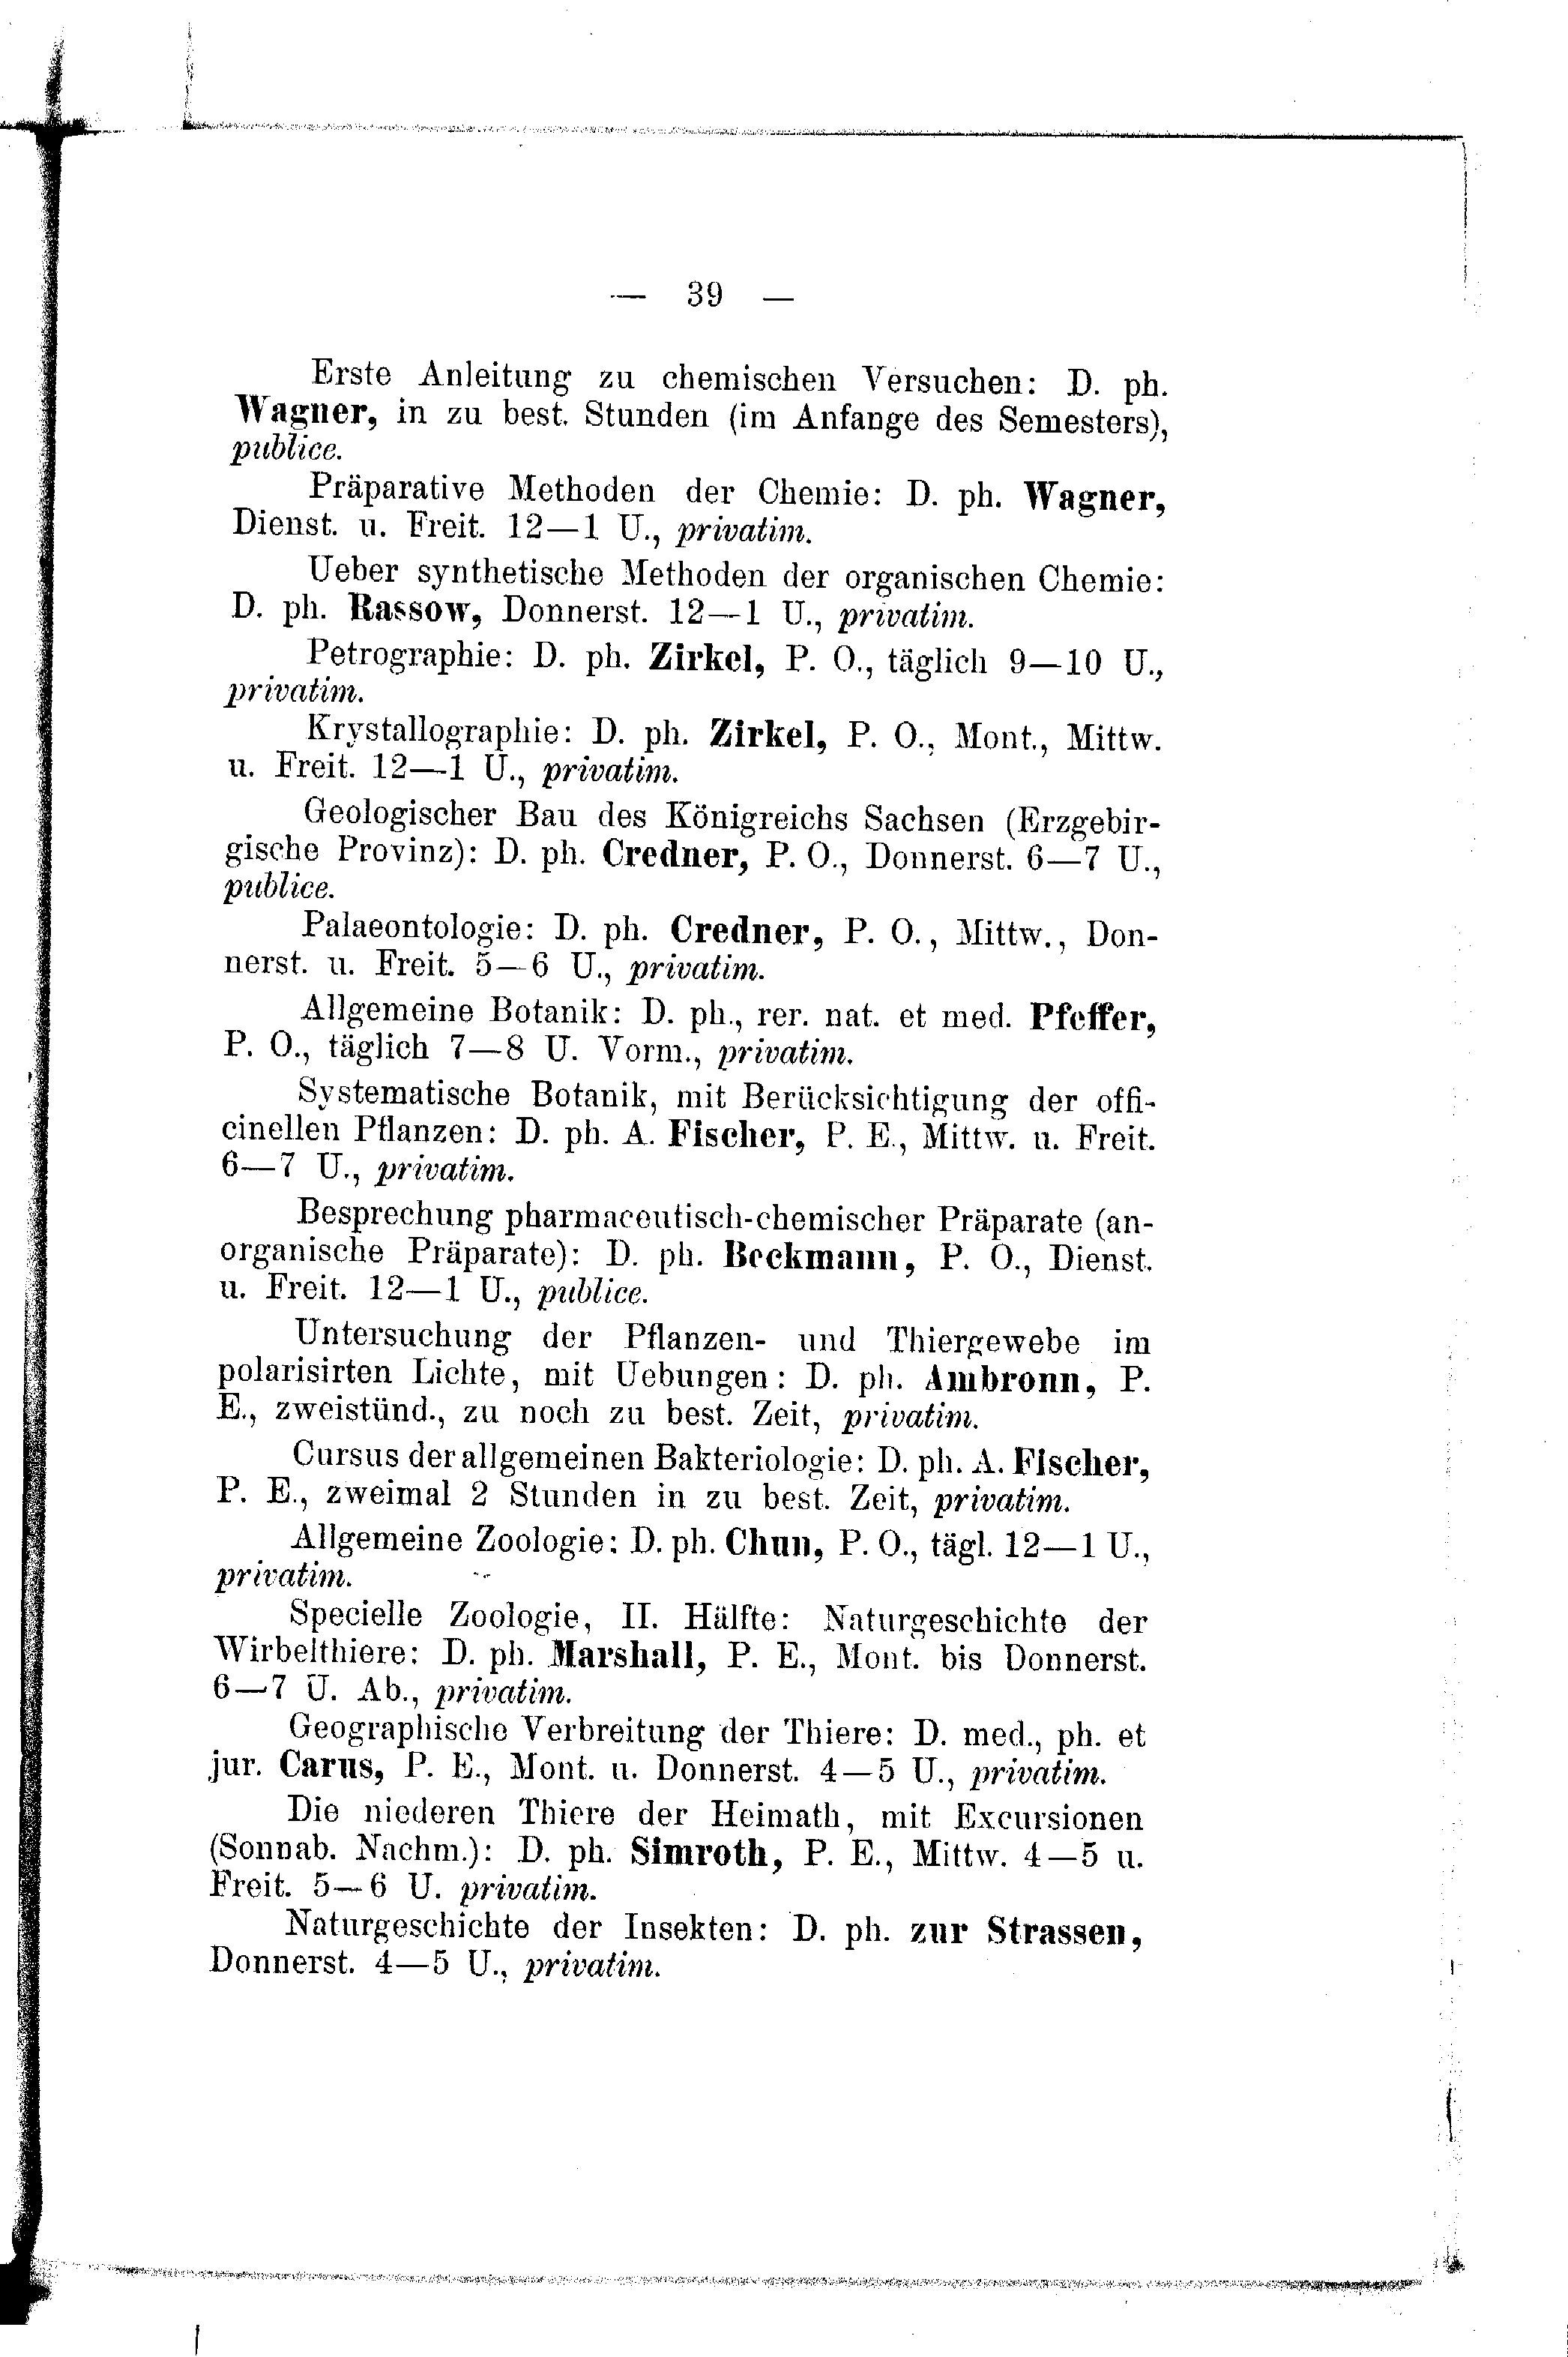 — 39 —
Erste Anleitung zu chemischen Versuchen: D. ph.
Wagner, in zu best. Stunden (im Anfange des Semesters),
publice.
Präparative Methoden der Chemie: D. ph. Wagner,
Dienst. u. Freit. 12—1 U., privatim.
Ueber synthetische Methoden der organischen Chemie:
D. ph. Rassow, Donnerst. 12—1 U., privatim.
Petrographie: D. ph. Zirkel, P. O., täglich 9—10 U.,
privatim.
Krystallographie: D. ph. Zirkel, P. O., Mont., Mittw.
u. Freit. 12—1 U., privatim.
Geologischer Bau des Königreichs Sachsen (Erzgebir-
gische Provinz): D. ph. Credner, P. O., Donnerst. 6—7 U.,
publice.
Palaeontologie: D. ph. Credner, P. O., Mittw., Don-
nerst. u. Freit. 5—6 U., privatim.
Allgemeine Botanik: D. ph., rer. nat. et med. Pfeffer,
P. O., täglich 7—8 U. Vorm., privatim.
Systematische Botanik, mit Berücksichtigung der offi-
cinellen Pflanzen: D. ph. A. Fischer, P. E., Mittw. u. Freit.
6—7 U., privatim.
Besprechung pharmaceutisch-chemischer Präparate (an-
organische Präparate): D. ph. Beckmann, P. O., Dienst.
u. Freit. 12—1 U., publice.
Untersuchung der Pflanzen- und Thiergewebe im
polarisirten Lichte, mit Uebungen: D. ph. Ambronn, P.
E., zweistünd., zu noch zu best. Zeit, privatim.
Cursus der allgemeinen Bakteriologie: D. ph. A. Fischer,
P. E., zweimal 2 Stunden in zu best. Zeit, privatim.
Allgemeine Zoologie: D. ph. Chun, P. O., tägl. 12—1 U.,
privatim.
Specielle Zoologie, II. Hälfte: Naturgeschichte der
Wirbelthiere: D. ph. Marshall, P. E., Mont. bis Donnerst.
6—7 U. Ab., privatim.
Geographische Verbreitung der Thiere: D. med., ph. et
jur. Carus, P. E., Mont. u. Donnerst. 4—5 U., privatim.
Die niederen Thiere der Heimath, mit Excursionen
(Sonnab. Nachm.): D. ph. Simroth, P. E., Mittw. 4—5 u.
Freit. 5—6 U. privatim.
Naturgeschichte der Insekten: D. ph. zur Strassen,
Donnerst. 4—5 U., privatim.